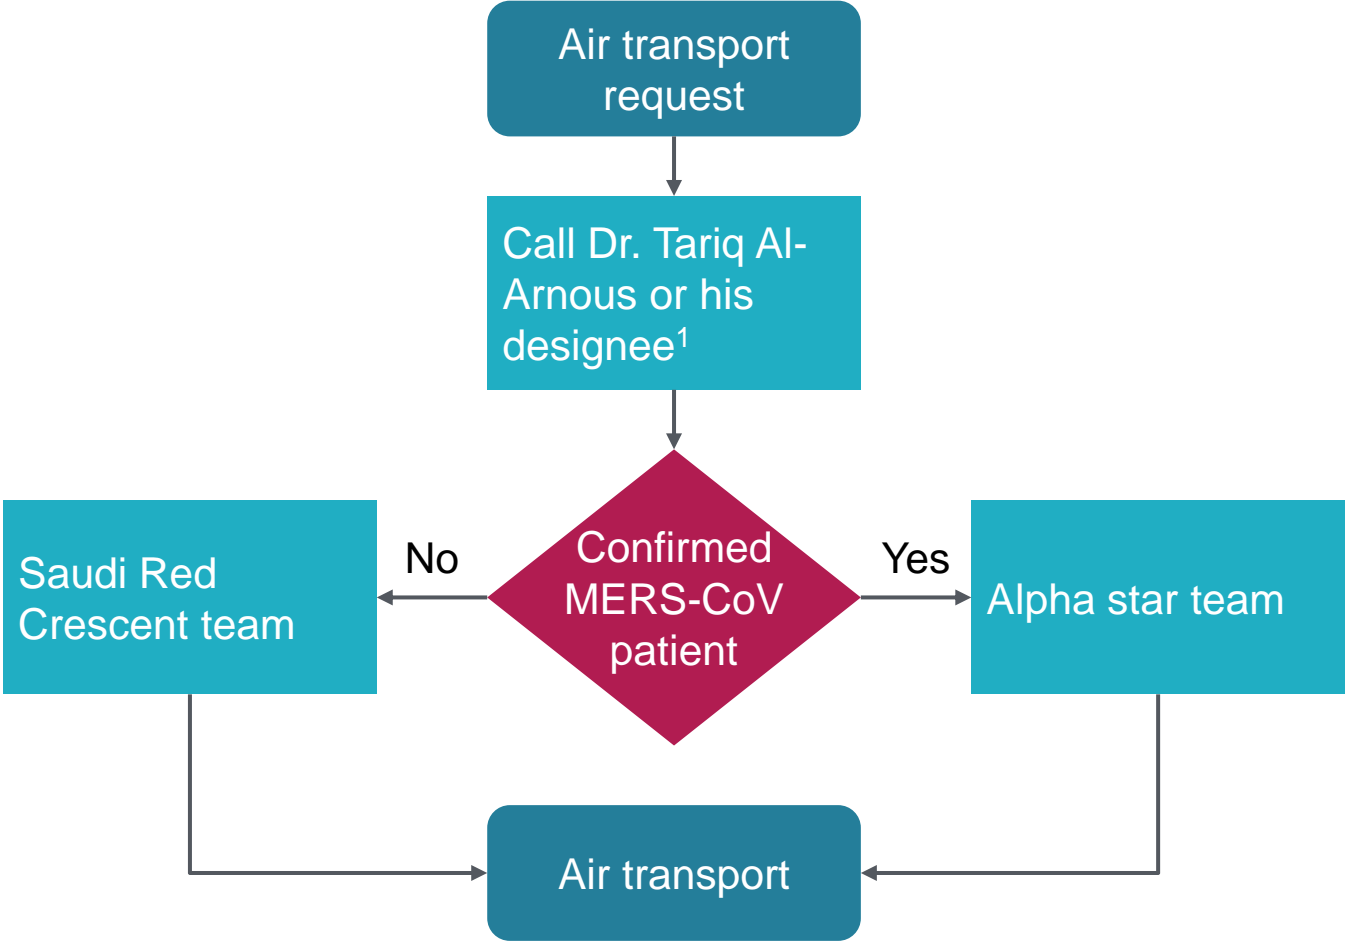 Air transport
request
Call Dr. Tariq Al-
Arnous or his
designee¹
Confirmed
MERS-CoV
patient
No
Yes
Saudi Red
Crescent team
Alpha star team
Air transport